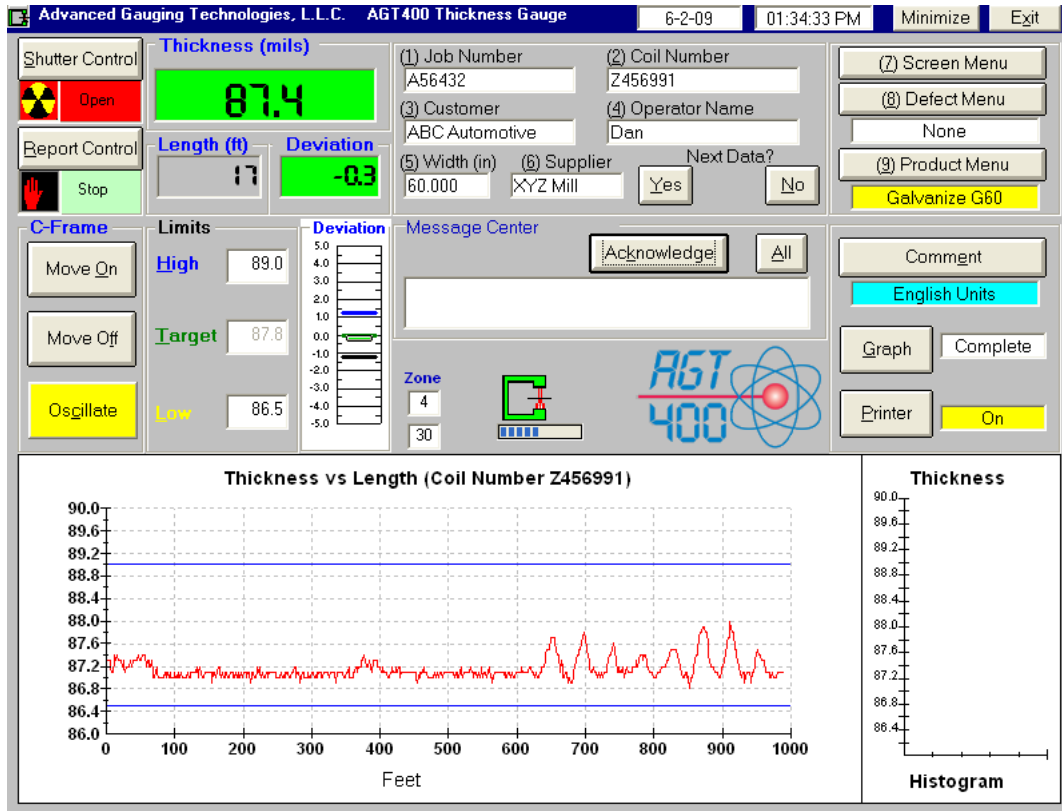 Advanced Gauging Technologies, L.L.C. AGT400 Thickness Gauge 6-2-09 01:34:33 PM Minimize Exit
Shutter Control
Open
Report Control
Stop
Thickness (mils)
87.4
Length (ft) Deviation
17 -0.3
(1) Job Number (2) Coil Number
A56432 Z456991
(3) Customer (4) Operator Name
ABC Automotive Dan
(5) Width (in) (6) Supplier Next Data?
60.000 XYZ Mill Yes No
(7) Screen Menu
(8) Defect Menu
None
(9) Product Menu
Galvanize G60
C-Frame
Move On
Move Off
Oscillate
Limits
High 89.0
Target 87.8
Low 86.5
Deviation
5.0
4.0
3.0
2.0
1.0
0.0
-1.0
-2.0
-3.0
-4.0
-5.0
Message Center
Acknowledge All
Zone
4
30
AGT
400
Comment
English Units
Graph Complete
Printer On
Thickness vs Length (Coil Number Z456991)
90.0
89.6
89.2
88.8
88.4
88.0
87.6
87.2
86.8
86.4
86.0
0 100 200 300 400 500 600 700 800 900 1000
Feet
Thickness
90.0
89.6
89.2
88.8
88.4
88.0
87.6
87.2
86.8
86.4
Histogram